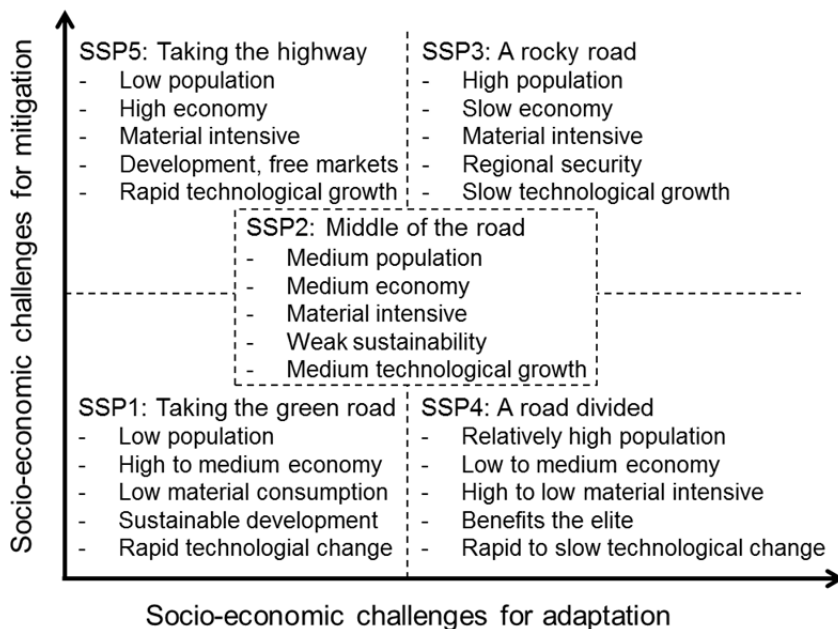 Socio-economic challenges for mitigation
SSP5: Taking the highway
- Low population
- High economy
- Material intensive
- Development, free markets
- Rapid technological growth
SSP3: A rocky road
- High population
- Slow economy
- Material intensive
- Regional security
- Slow technological growth
SSP2: Middle of the road
- Medium population
- Medium economy
- Material intensive
- Weak sustainability
- Medium technological growth
SSP1: Taking the green road
- Low population
- High to medium economy
- Low material consumption
- Sustainable development
- Rapid technologial change
SSP4: A road divided
- Relatively high population
- Low to medium economy
- High to low material intensive
- Benefits the elite
- Rapid to slow technological change
Socio-economic challenges for adaptation